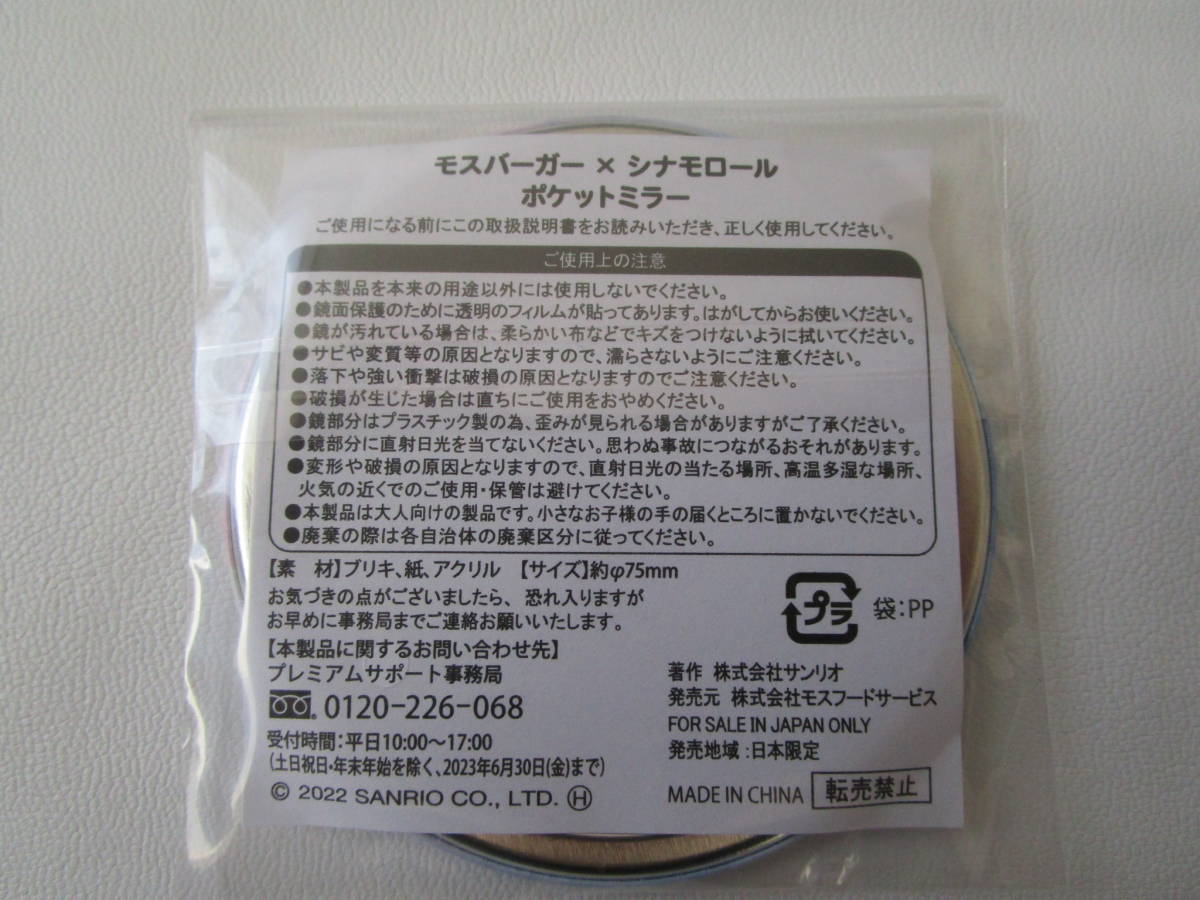 モスバーガー × シナモロール
ポケットミラー
ご使用になる前にこの取扱説明書をお読みいただき、正しく使用してください。
ご使用上の注意
●本製品を本来の用途以外には使用しないでください。
●鏡面保護のために透明のフィルムが貼ってあります。はがしてからお使いください。
●鏡が汚れている場合は、柔らかい布などでキズをつけないように拭いてください。
●サビや変質等の原因となりますので、濡らさないようにご注意ください。
●落下や強い衝撃は破損の原因となりますのでご注意ください。
●破損が生じた場合は直ちにご使用をおやめください。
●鏡部分はプラスチック製の為、歪みが見られる場合がありますがご了承ください。
●鏡部分に直射日光を当てないください。思わぬ事故につながるおそれがあります。
●変形や破損の原因となりますので、直射日光の当たる場所、高温多湿な場所、
火気の近くでのご使用・保管は避けてください。
●本製品は大人向けの製品です。小さなお子様の手の届くところに置かないでください。
●廃棄の際は各自治体の廃棄区分に従ってください。
【素 材】ブリキ、紙、アクリル 【サイズ】約φ75mm
お気づきの点がございましたら、恐れ入りますが
お早めに事務局までご連絡お願いいたします。
プラ 袋:PP
【本製品に関するお問い合わせ先】
プレミアムサポート事務局
0120-226-068
受付時間:平日10:00〜17:00
(土日祝日・年末年始を除く、2023年6月30日(金)まで)
© 2022 SANRIO CO., LTD. Ⓗ
著作 株式会社サンリオ
発売元 株式会社モスフードサービス
FOR SALE IN JAPAN ONLY
発売地域:日本限定
MADE IN CHINA 転売禁止